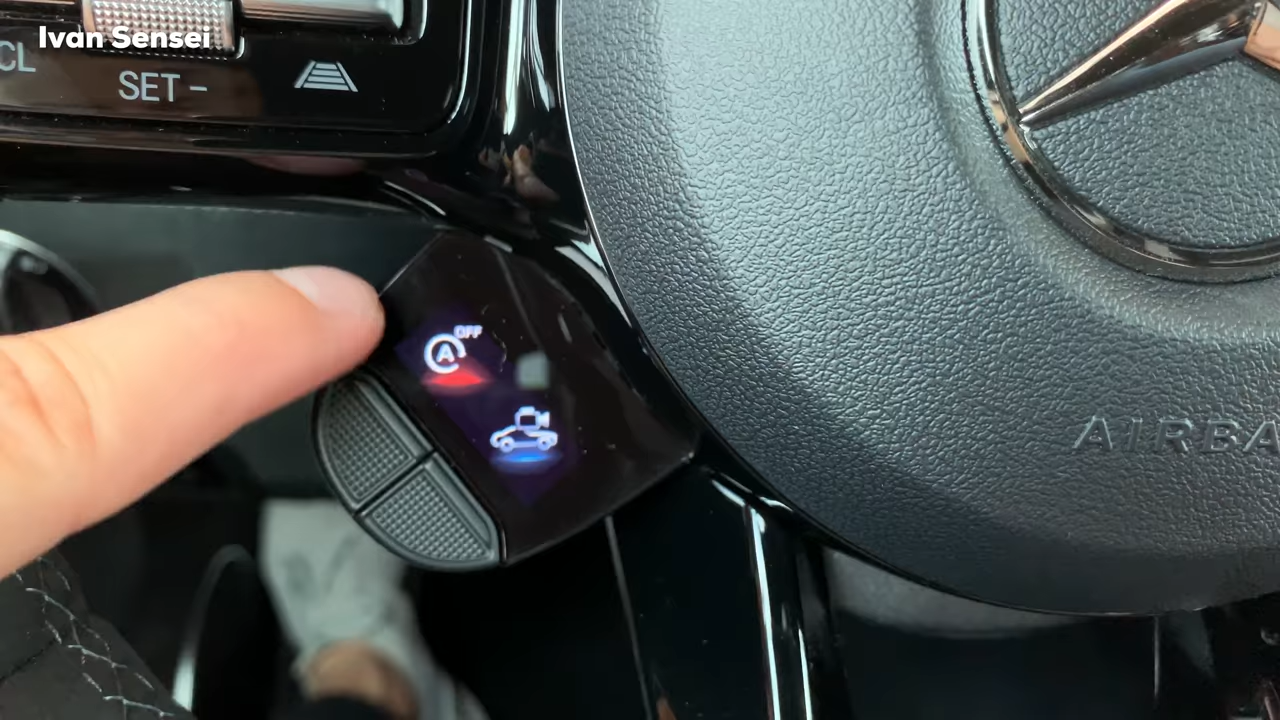 Ivan Sensei
CL
SET -
OFF
A
AIRBA